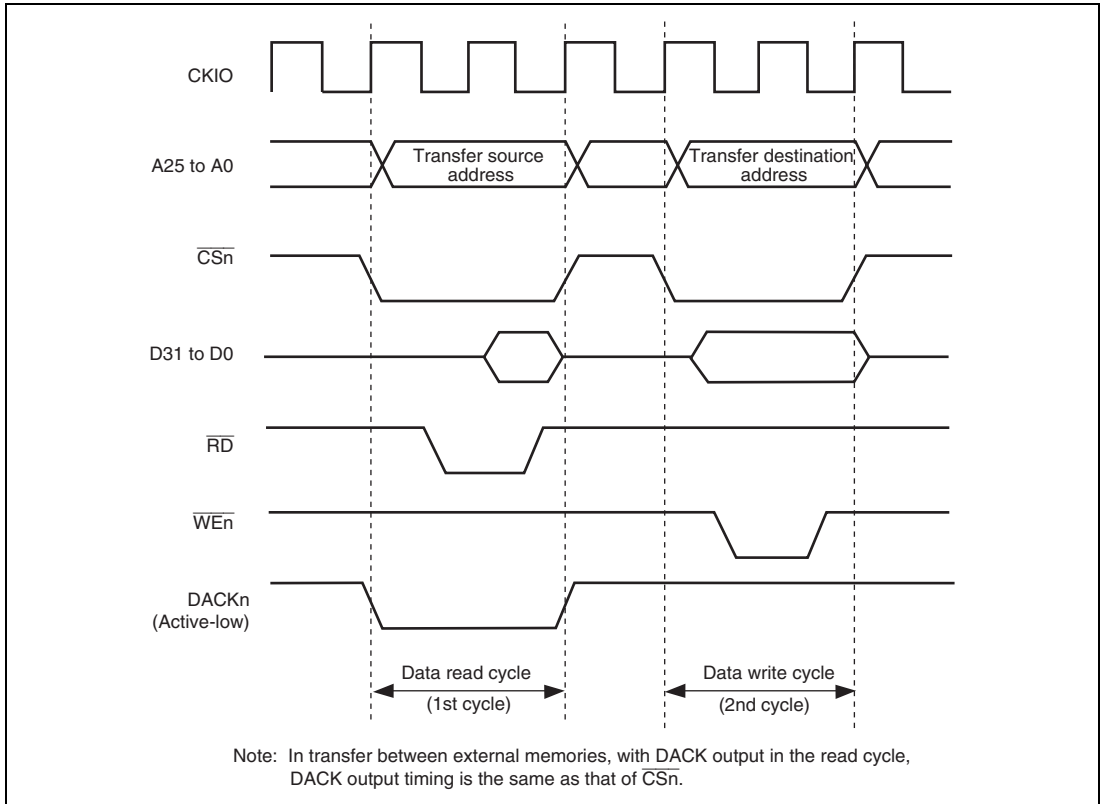 CKIO
A25 to A0
Transfer source
address
Transfer destination
address
CSn
D31 to D0
RD
WEn
DACKn
(Active-low)
Data read cycle
(1st cycle)
Data write cycle
(2nd cycle)
Note: In transfer between external memories, with DACK output in the read cycle,
DACK output timing is the same as that of CSn.